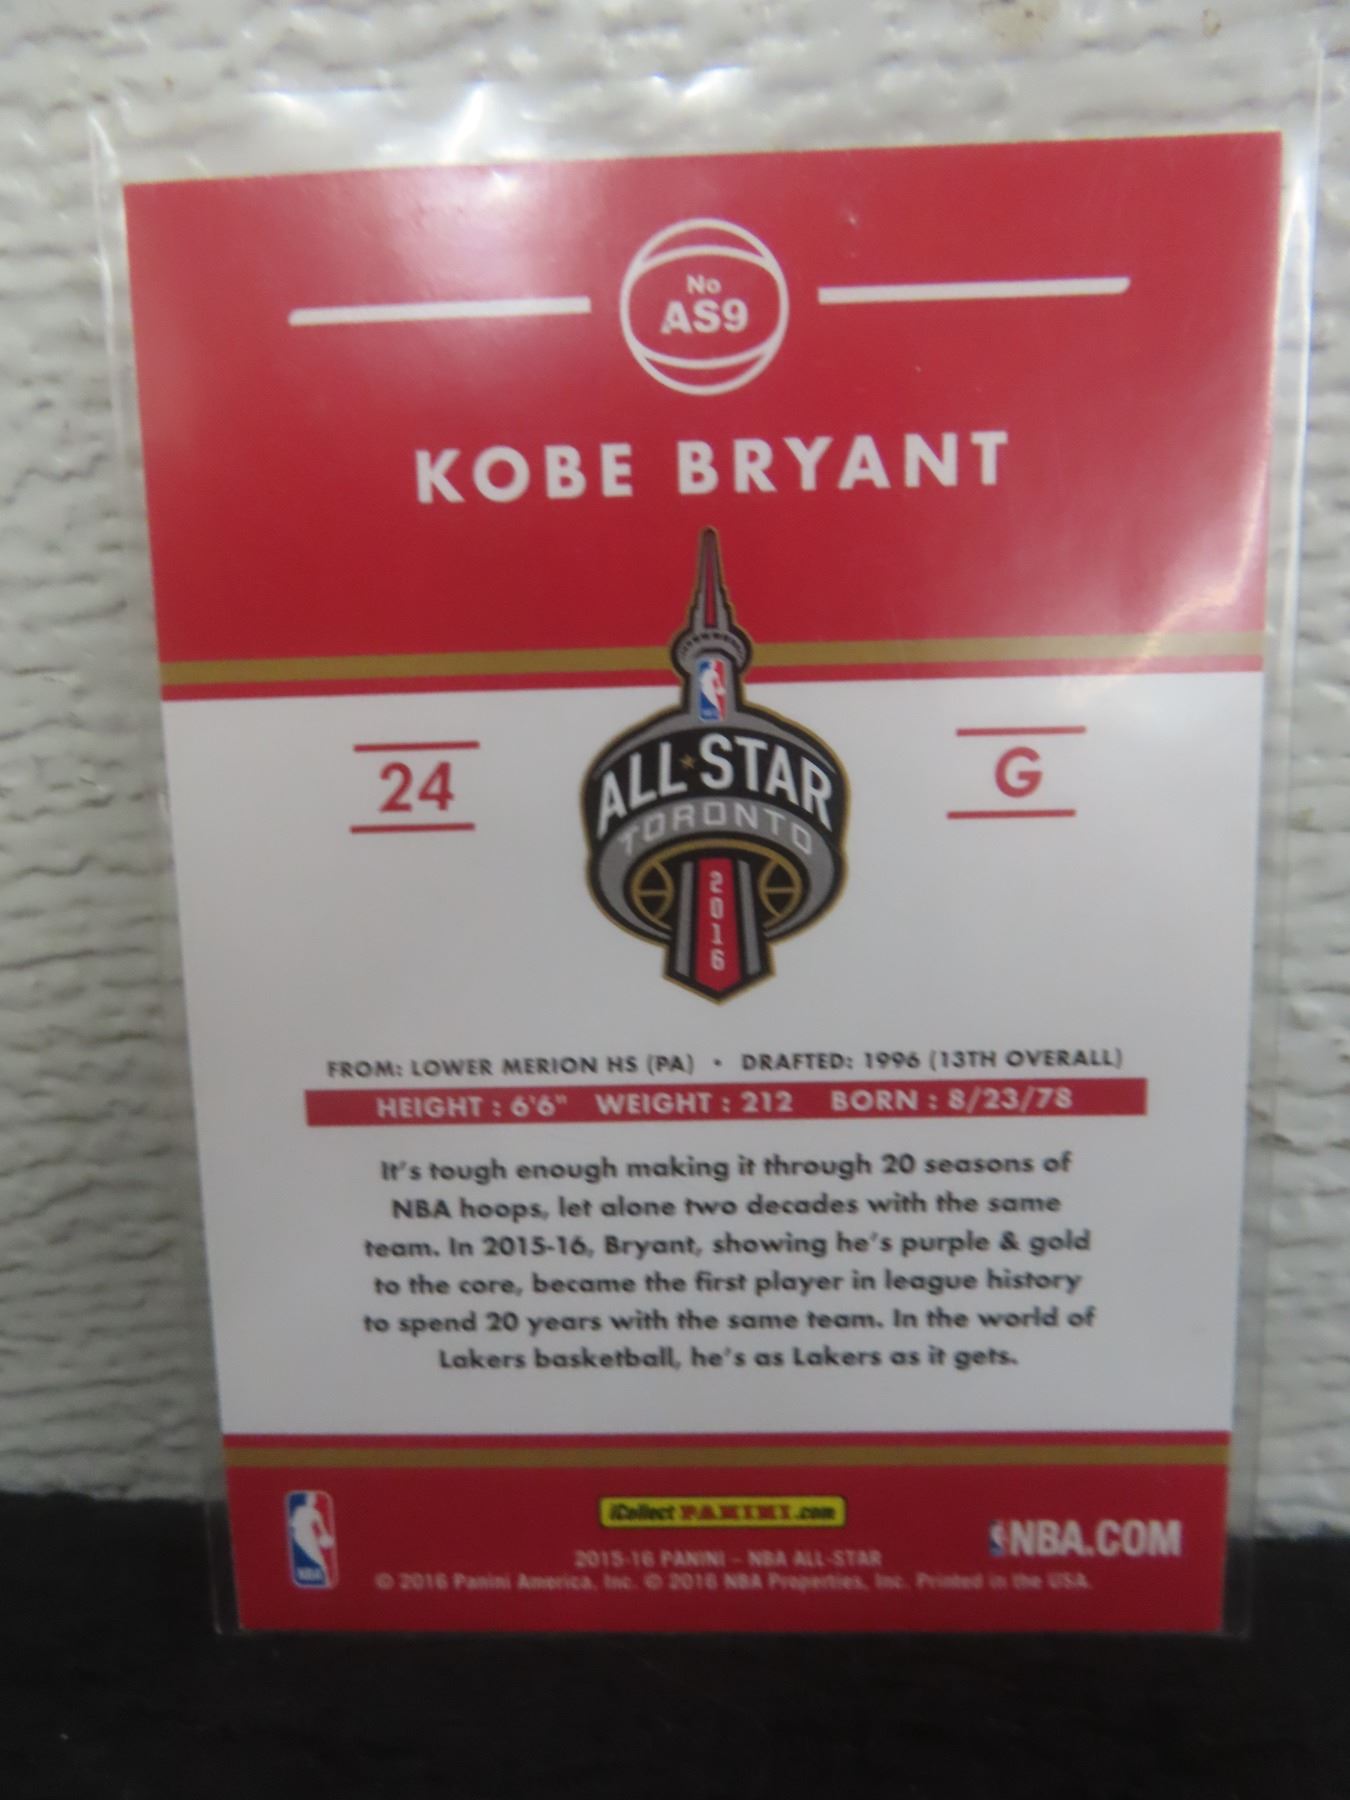 No
AS9
KOBE BRYANT
24
G
ALL★STAR
TORONTO
2016
FROM: LOWER MERION HS (PA) • DRAFTED: 1996 (13TH OVERALL)
HEIGHT : 6'6" WEIGHT : 212 BORN : 8/23/78
It's tough enough making it through 20 seasons of
NBA hoops, let alone two decades with the same
team. In 2015-16, Bryant, showing he's purple & gold
to the core, became the first player in league history
to spend 20 years with the same team. In the world of
Lakers basketball, he's as Lakers as it gets.
NBA
iCollect PANINI.com
NBA.COM
2015-16 PANINI – NBA ALL-STAR
© 2016 Panini America, Inc. © 2016 NBA Properties, Inc. Printed in the USA.